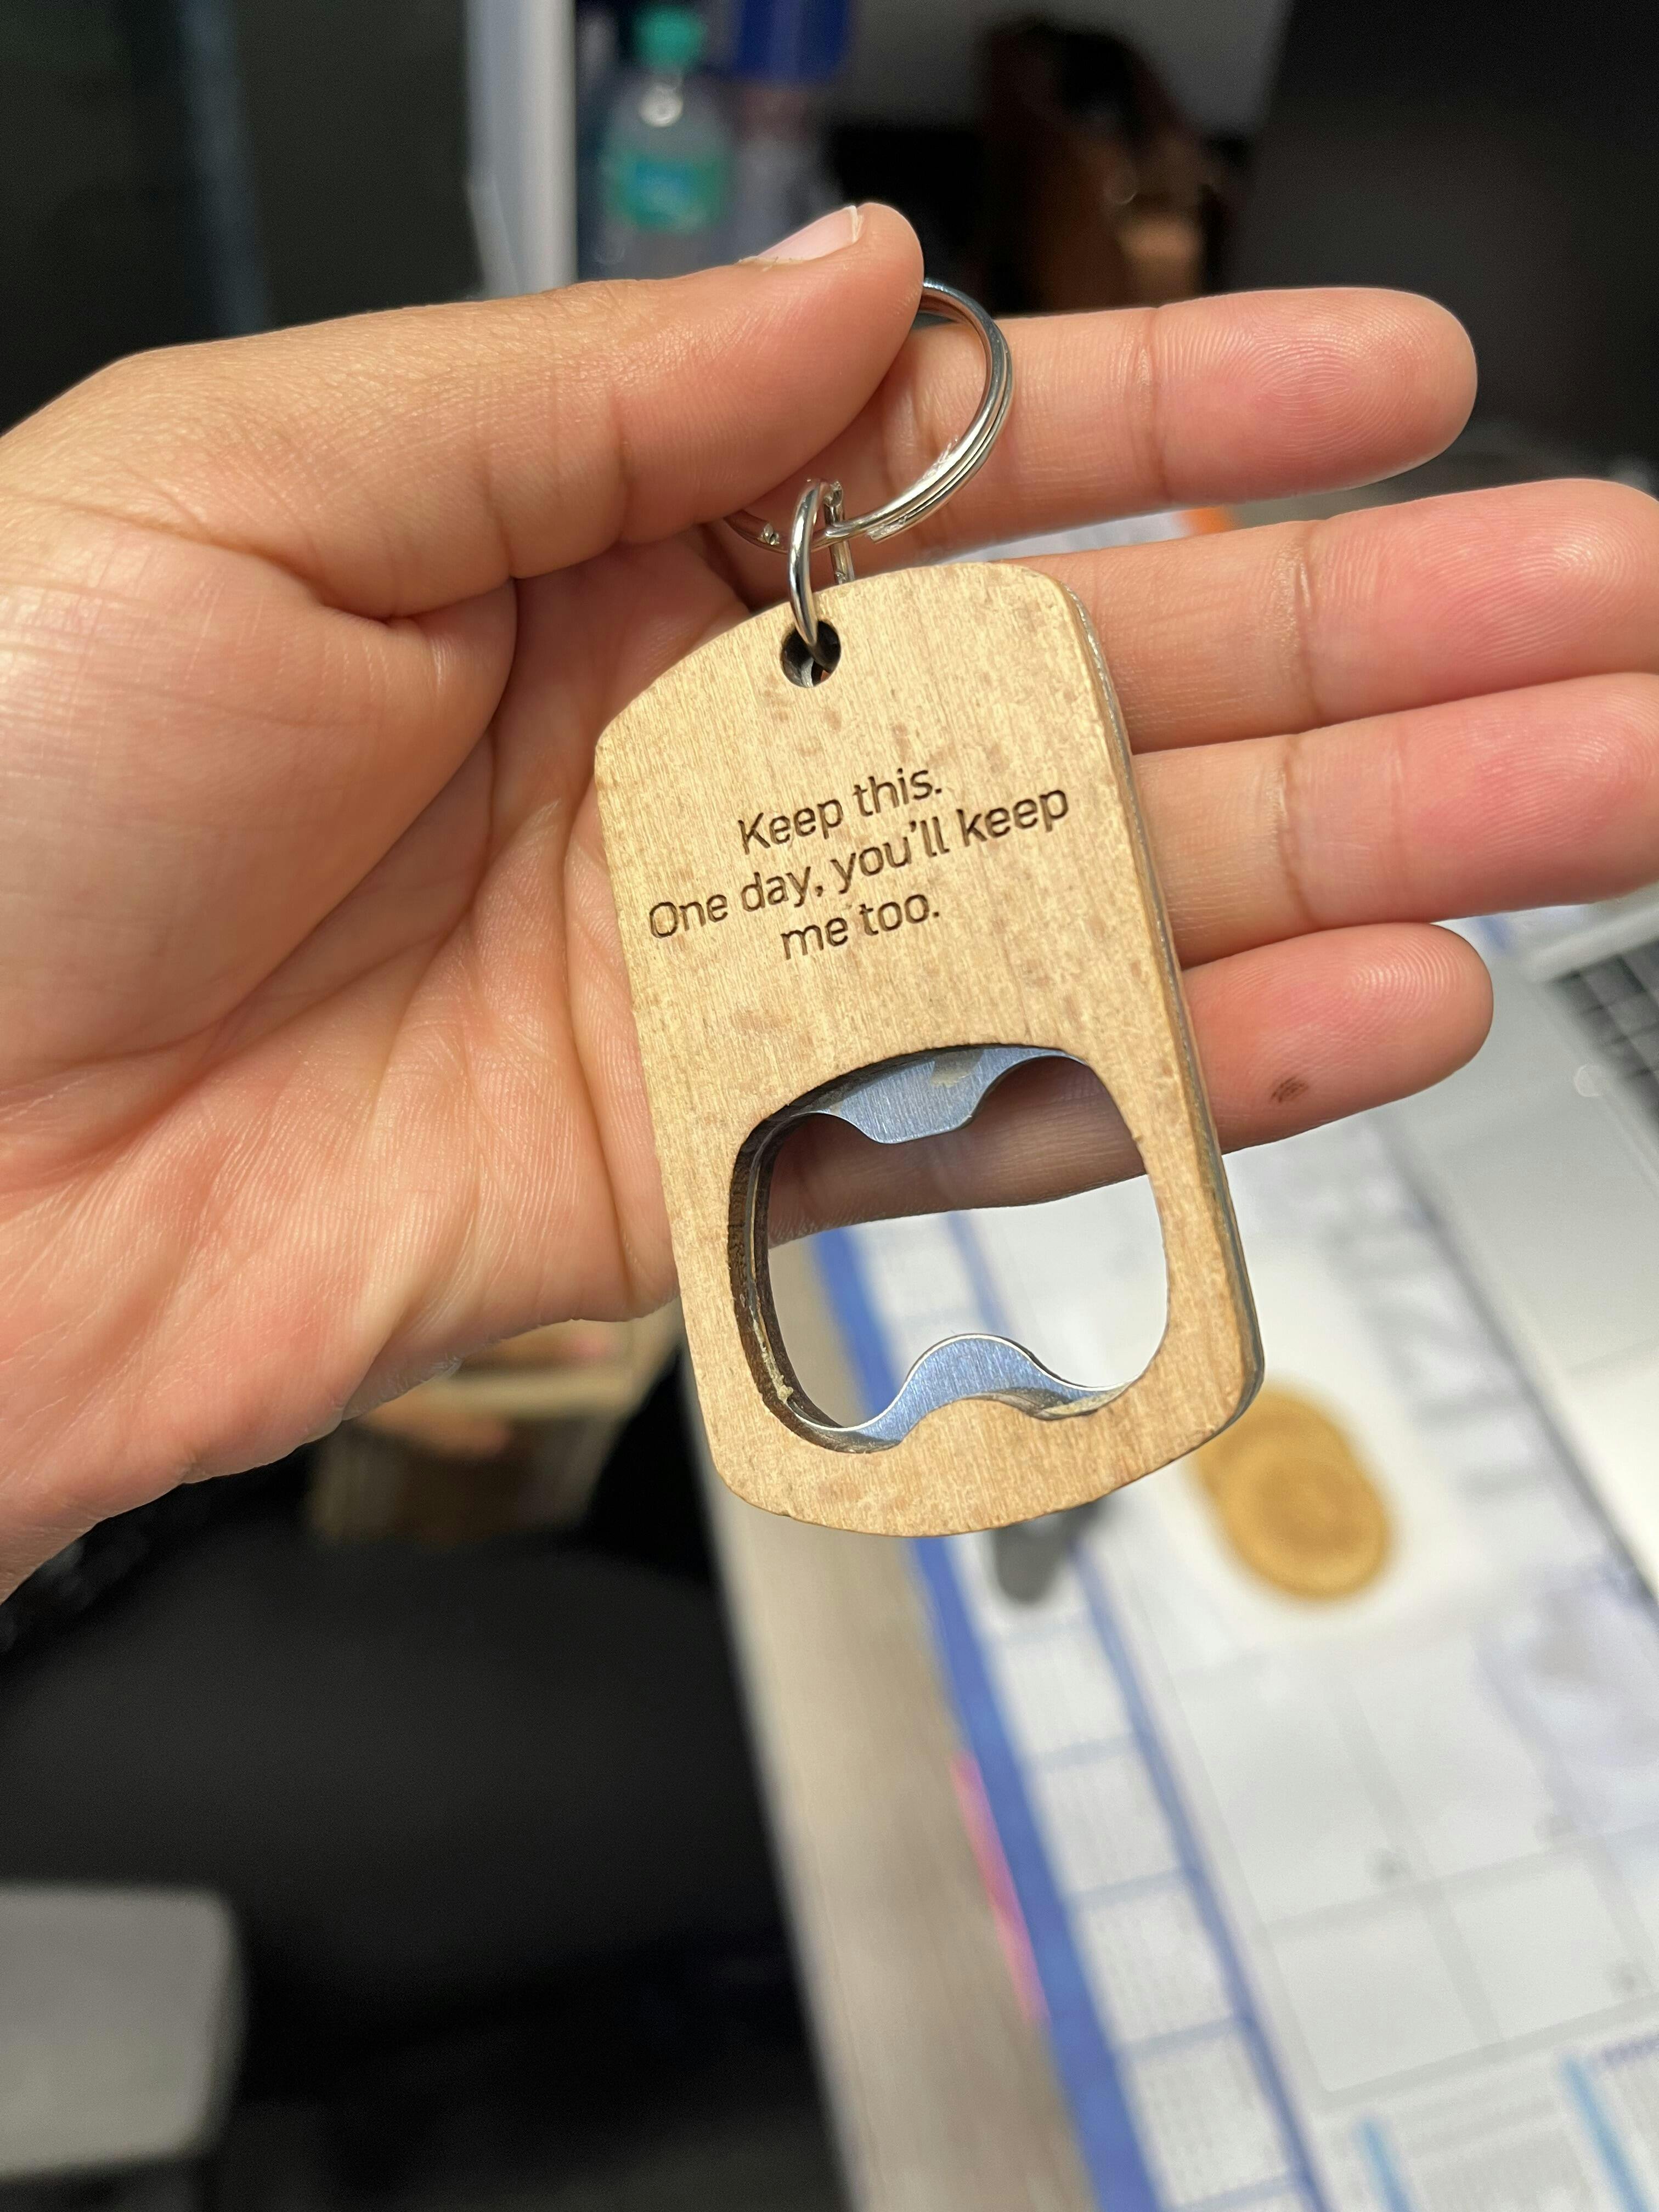 Keep this.
One day, you'll keep
me too.